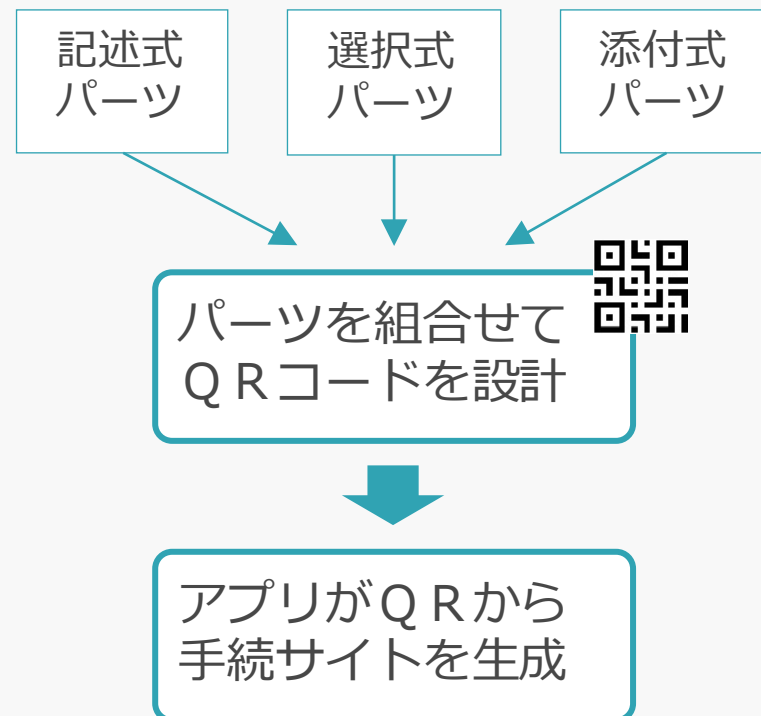 記述式
パーツ
選択式
パーツ
添付式
パーツ
パーツを組合せて
ＱＲコードを設計
アプリがＱＲから
手続サイトを生成